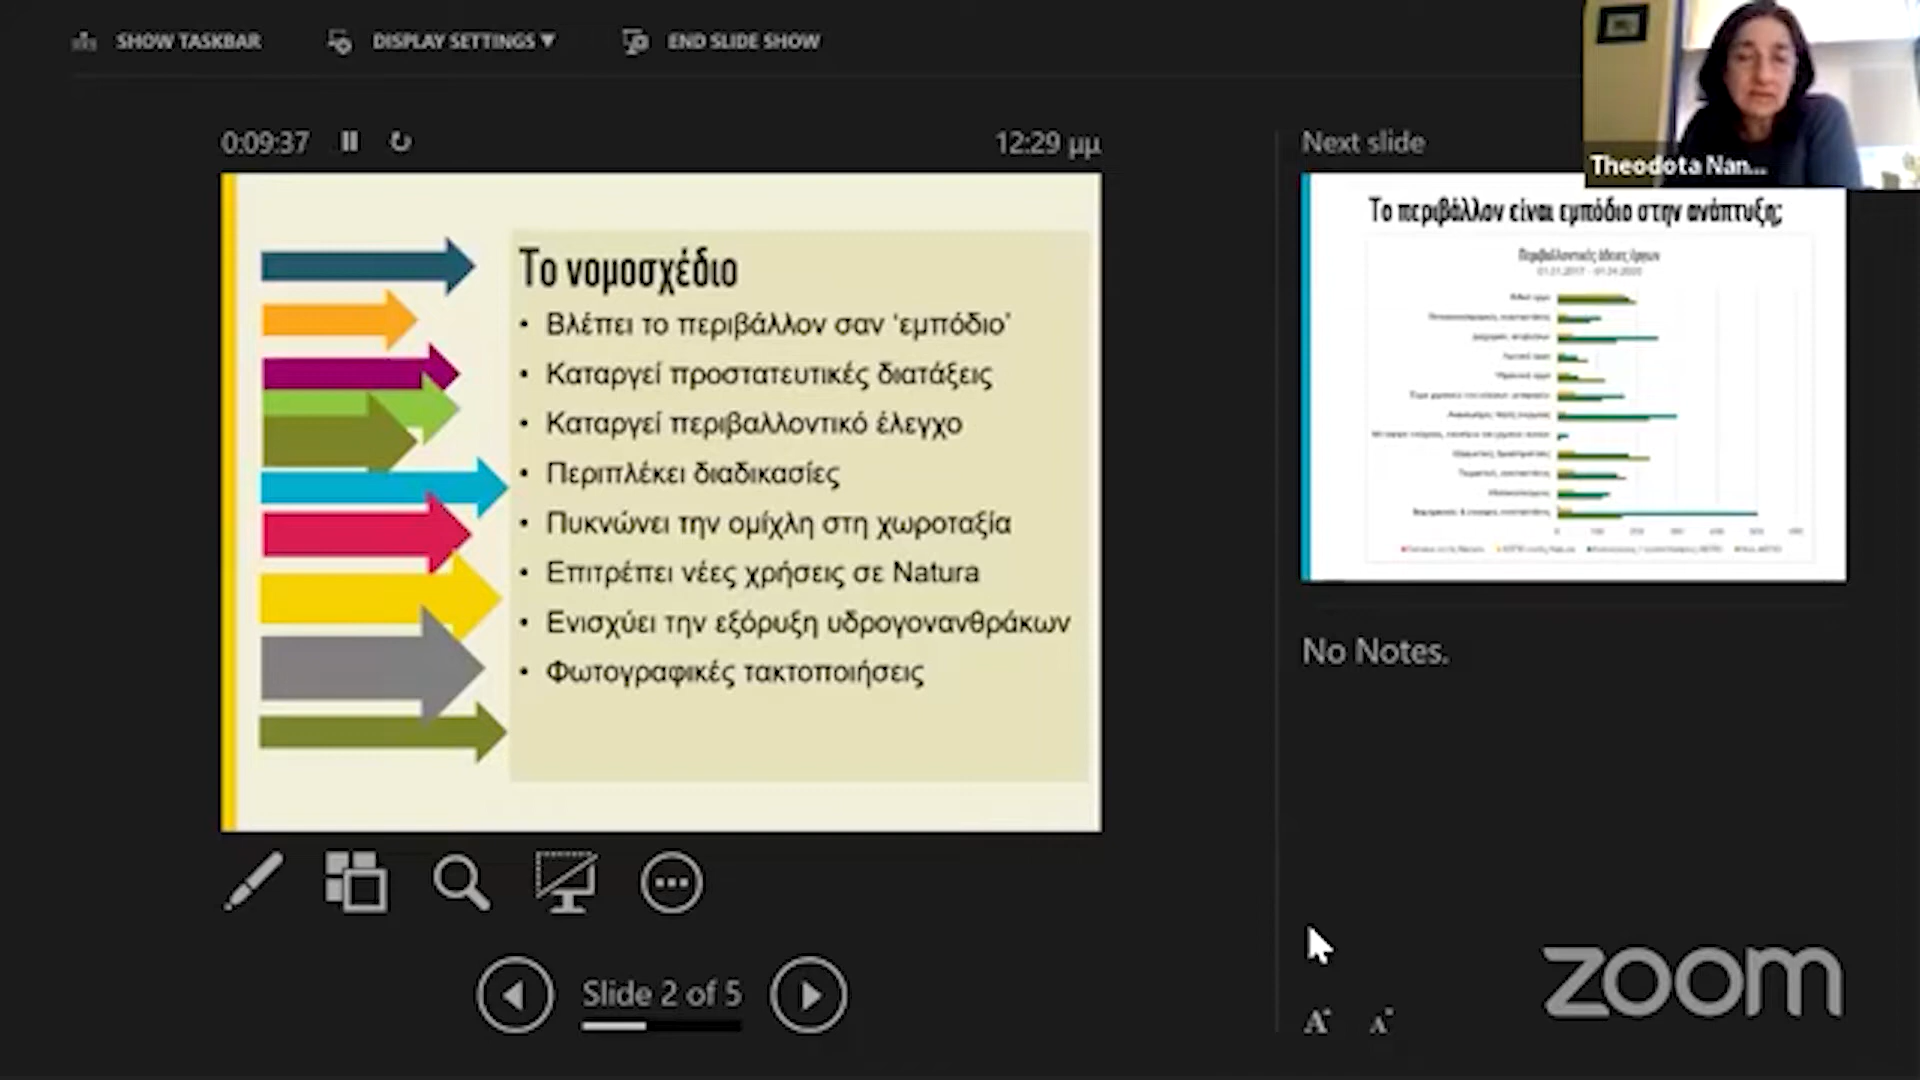 SHOW TASKBAR
DISPLAY SETTINGS ▼
END SLIDE SHOW
Theodota Nan...
0:09:37
12:29 μμ
Next slide
Το νομοσχέδιο
• Βλέπει το περιβάλλον σαν ‘εμπόδιο’
• Καταργεί προστατευτικές διατάξεις
• Καταργεί περιβαλλοντικό έλεγχο
• Περιπλέκει διαδικασίες
• Πυκνώνει την ομίχλη στη χωροταξία
• Επιτρέπει νέες χρήσεις σε Natura
• Ενισχύει την εξόρυξη υδρογονανθράκων
• Φωτογραφικές τακτοποιήσεις
Το περιβάλλον είναι εμπόδιο στην ανάπτυξη;
Περιβαλλοντικές άδειες έργων
No Notes.
Slide 2 of 5
A A
zoom